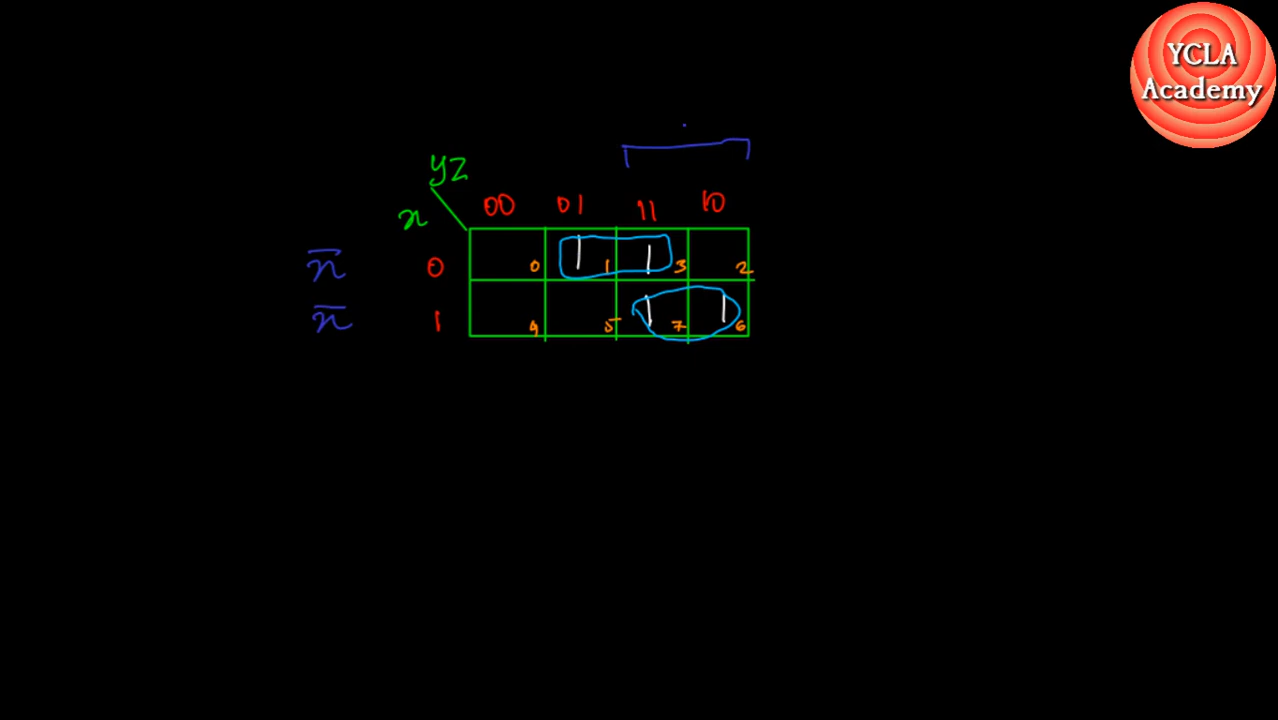 YCLA
Academy
yz
x 00 01 11 10
x̄ 0 0 1 1 1 3 2
x̄ 1 4 5 1 7 1 6